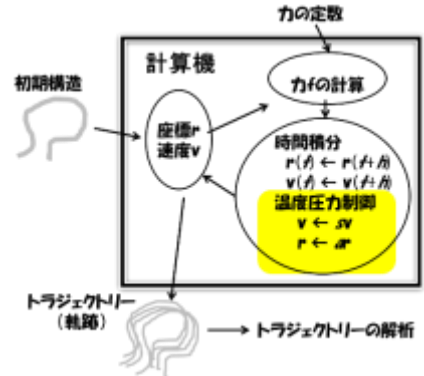 力の定数
計算機
初期構造
力fの計算
座標r
速度v
時間積分
r(t) ← r(t+h)
v(t) ← v(t+h)
温度圧力制御
v ← sv
r ← ar
トラジェクトリー
(軌跡)
トラジェクトリーの解析